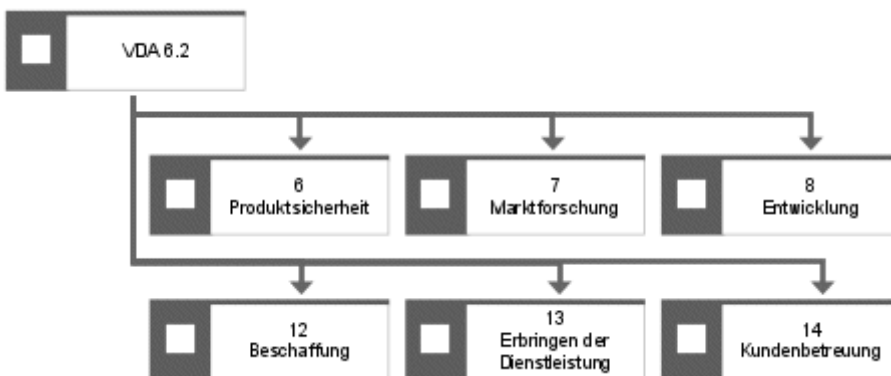 VDA 6.2
6
Produktsicherheit
7
Marktforschung
8
Entwicklung
12
Beschaffung
13
Erbringen der
Dienstleistung
14
Kundenbetreuung